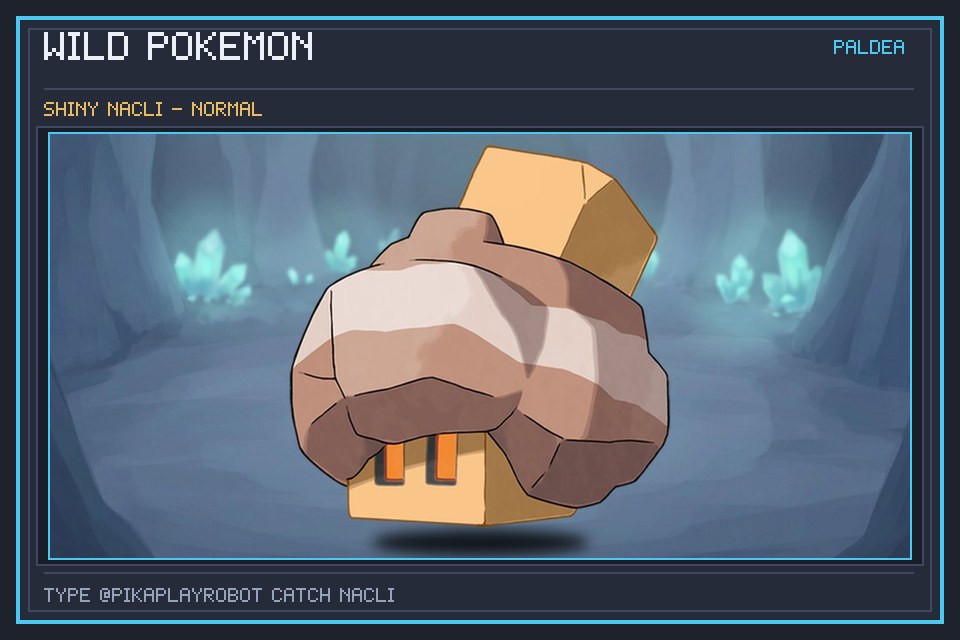 WILD POKEMON
PALDEA
SHINY NACLI - NORMAL
TYPE @PIKAPLAYROBOT CATCH NACLI